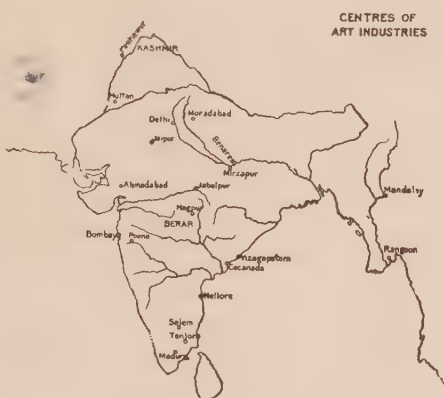 CENTRES OF
ART INDUSTRIES
Peshawur
KASHMIR
Multan
Delhi
Moradabad
Jaipur
Benares
Mirzapur
Ahmadabad
Jabalpur
Mandalay
Nagpur
BERAR
Bombay
Poona
Vizagapatam
Cocanada
Rangoon
Nellore
Salem
Tanjore
Madura